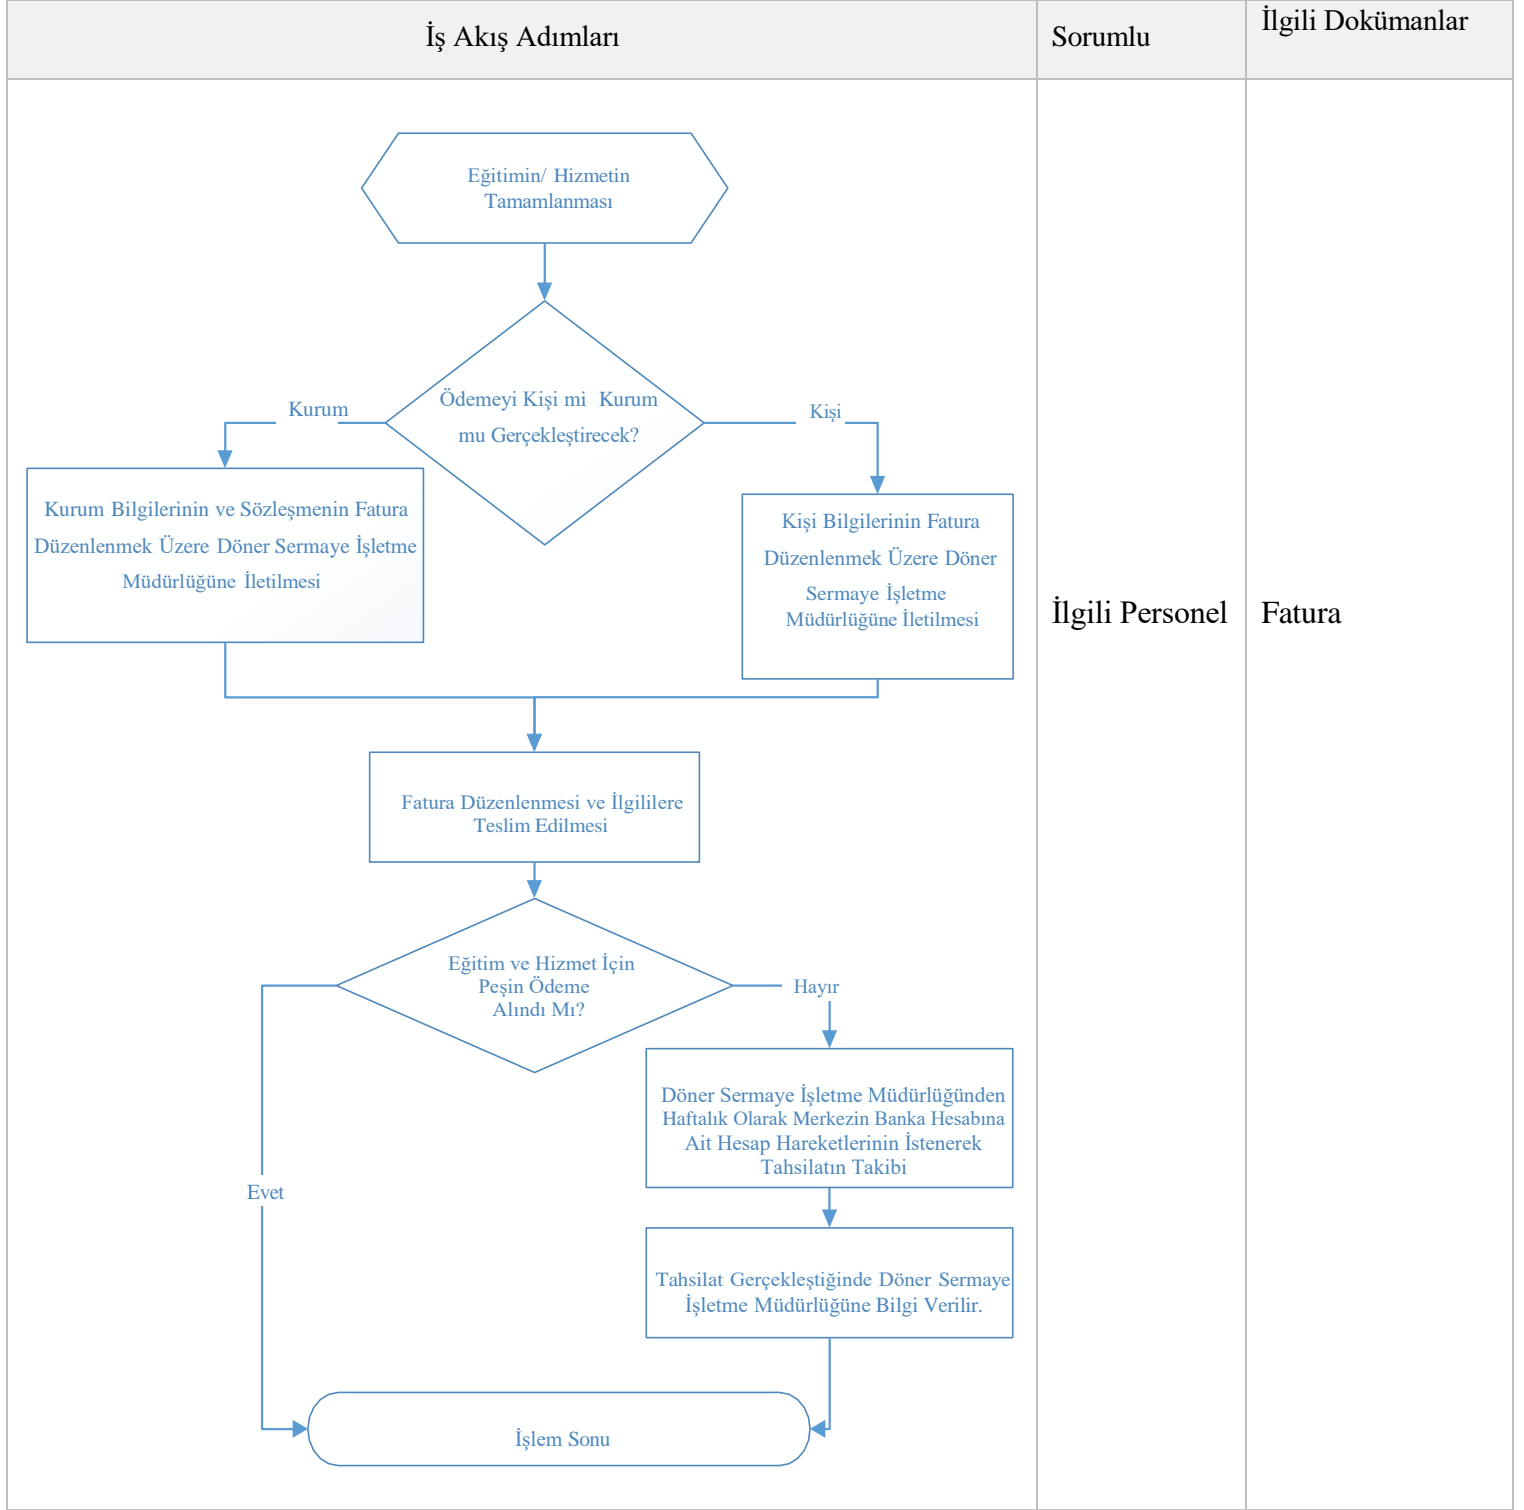 İş Akış Adımları
Sorumlu
İlgili Dokümanlar
Eğitimin/ Hizmetin
Tamamlanması
Ödemeyi Kişi mi Kurum
mu Gerçekleştirecek?
Kurum
Kişi
Kurum Bilgilerinin ve Sözleşmenin Fatura
Düzenlenmek Üzere Döner Sermaye İşletme
Müdürlüğüne İletilmesi
Kişi Bilgilerinin Fatura
Düzenlenmek Üzere Döner
Sermaye İşletme
Müdürlüğüne İletilmesi
İlgili Personel
Fatura
Fatura Düzenlenmesi ve İlgililere
Teslim Edilmesi
Eğitim ve Hizmet İçin
Peşin Ödeme
Alındı Mı?
Hayır
Döner Sermaye İşletme Müdürlüğünden
Haftalık Olarak Merkezin Banka Hesabına
Ait Hesap Hareketlerinin İstenerek
Tahsilatın Takibi
Evet
Tahsilat Gerçekleştiğinde Döner Sermaye
İşletme Müdürlüğüne Bilgi Verilir.
İşlem Sonu